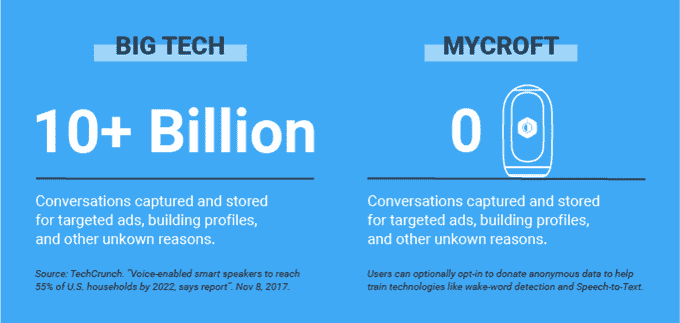 BIG TECH
10+ Billion
Conversations captured and stored
for targeted ads, building profiles,
and other unkown reasons.
Source: TechCrunch. "Voice-enabled smart speakers to reach
55% of U.S. households by 2022, says report". Nov 8, 2017.
MYCROFT
0
Conversations captured and stored
for targeted ads, building profiles,
and other unkown reasons.
Users can optionally opt-in to donate anonymous data to help
train technologies like wake-word detection and Speech-to-Text.